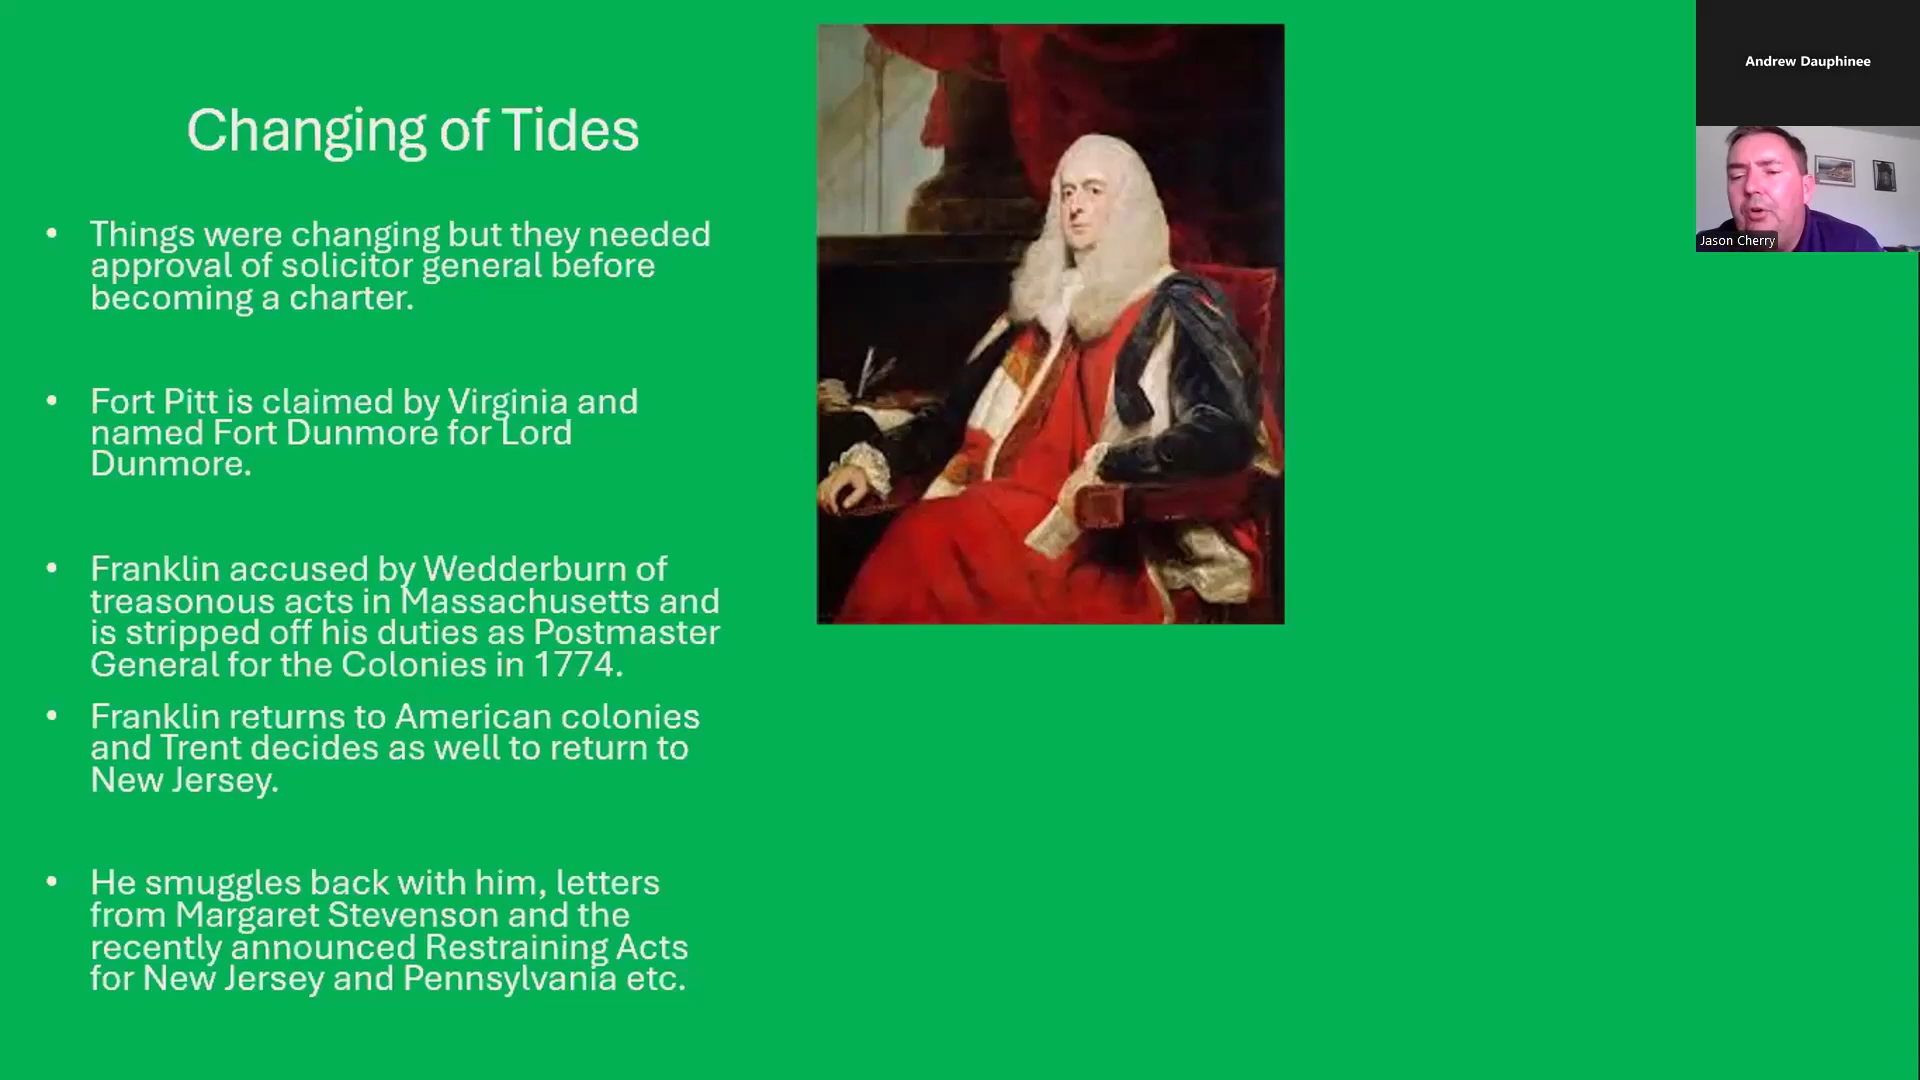 Changing of Tides
• Things were changing but they needed
approval of solicitor general before
becoming a charter.
• Fort Pitt is claimed by Virginia and
named Fort Dunmore for Lord
Dunmore.
• Franklin accused by Wedderburn of
treasonous acts in Massachusetts and
is stripped off his duties as Postmaster
General for the Colonies in 1774.
• Franklin returns to American colonies
and Trent decides as well to return to
New Jersey.
• He smuggles back with him, letters
from Margaret Stevenson and the
recently announced Restraining Acts
for New Jersey and Pennsylvania etc.
Andrew Dauphinee
Jason Cherry